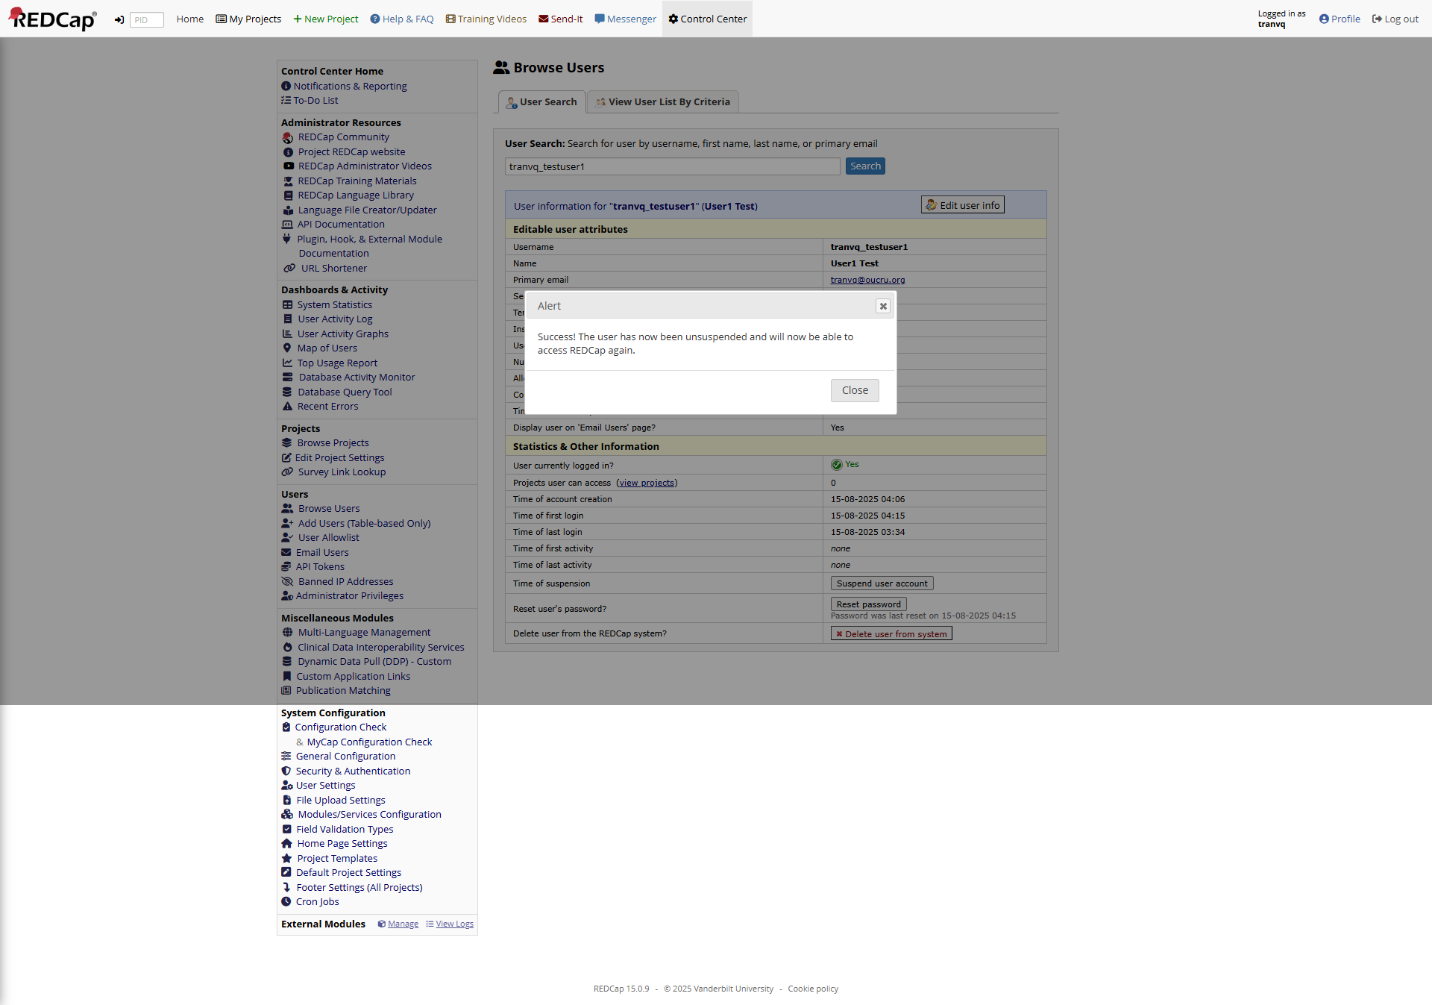 REDCap
PID
Home
My Projects
New Project
Help & FAQ
Training Videos
Send-It
Messenger
Control Center
Logged in as
tranvq
Profile
Log out
Control Center Home
Notifications & Reporting
To-Do List
Administrator Resources
REDCap Community
Project REDCap website
REDCap Administrator Videos
REDCap Training Materials
REDCap Language Library
Language File Creator/Updater
API Documentation
Plugin, Hook, & External Module
Documentation
URL Shortener
Dashboards & Activity
System Statistics
User Activity Log
User Activity Graphs
Map of Users
Top Usage Report
Database Activity Monitor
Database Query Tool
Recent Errors
Projects
Browse Projects
Edit Project Settings
Survey Link Lookup
Users
Browse Users
Add Users (Table-based Only)
User Allowlist
Email Users
API Tokens
Banned IP Addresses
Administrator Privileges
Miscellaneous Modules
Multi-Language Management
Clinical Data Interoperability Services
Dynamic Data Pull (DDP) - Custom
Custom Application Links
Publication Matching
System Configuration
Configuration Check
& MyCap Configuration Check
General Configuration
Security & Authentication
User Settings
File Upload Settings
Modules/Services Configuration
Field Validation Types
Home Page Settings
Project Templates
Default Project Settings
Footer Settings (All Projects)
Cron Jobs
External Modules Manage View Logs
Browse Users
User Search
View User List By Criteria
User Search: Search for user by username, first name, last name, or primary email
tranvq_testuser1 Search
User information for "tranvq_testuser1" (User1 Test) Edit user info
Editable user attributes
Username tranvq_testuser1
Name User1 Test
Primary email tranvq@oucru.org
Alert
Success! The user has now been unsuspended and will now be able to
access REDCap again.
Close
Display user on 'Email Users' page? Yes
Statistics & Other Information
User currently logged in? Yes
Projects user can access (view projects) 0
Time of account creation 15-08-2025 04:06
Time of first login 15-08-2025 04:15
Time of last login 15-08-2025 03:34
Time of first activity none
Time of last activity none
Time of suspension Suspend user account
Reset user's password? Reset password
Password was last reset on 15-08-2025 04:15
Delete user from the REDCap system? Delete user from system
REDCap 15.0.9 - © 2025 Vanderbilt University - Cookie policy